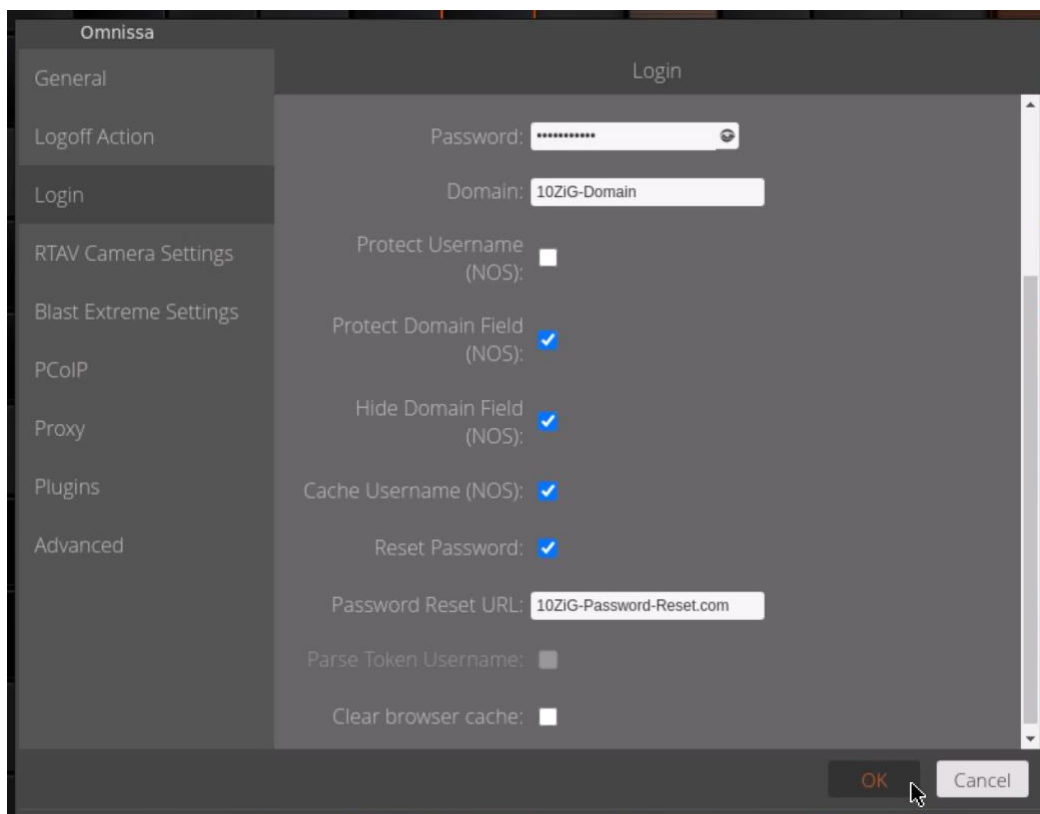 Omnissa
General
Logoff Action
Login
RTAV Camera Settings
Blast Extreme Settings
PCoIP
Proxy
Plugins
Advanced
Login
Password: •••••••••••
Domain: 10ZiG-Domain
Protect Username
(NOS):
Protect Domain Field
(NOS):
Hide Domain Field
(NOS):
Cache Username (NOS):
Reset Password:
Password Reset URL: 10ZiG-Password-Reset.com
Parse Token Username:
Clear browser cache:
OK Cancel